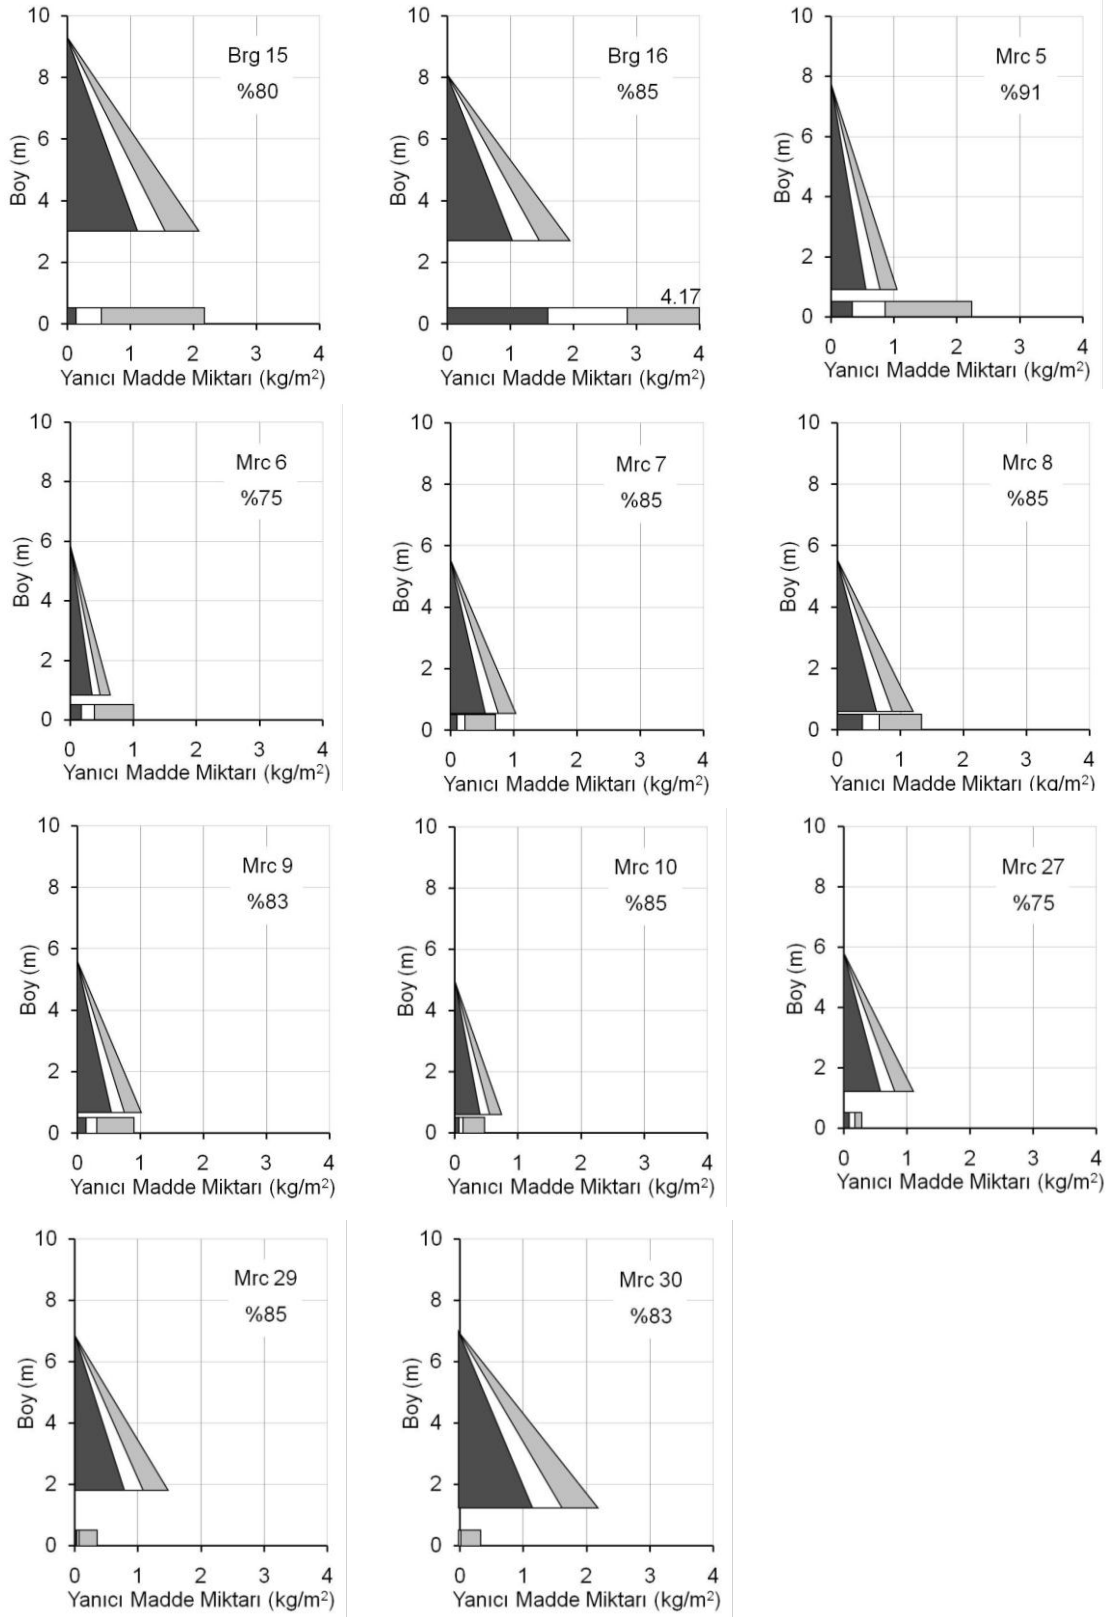 10
8
6
4
2
0
Boy (m)
Brg 15
%80
0 1 2 3 4
Yanıcı Madde Miktarı (kg/m²)
10
8
6
4
2
0
Boy (m)
Brg 16
%85
4.17
0 1 2 3 4
Yanıcı Madde Miktarı (kg/m²)
10
8
6
4
2
0
Boy (m)
Mrc 5
%91
0 1 2 3 4
Yanıcı Madde Miktarı (kg/m²)
10
8
6
4
2
0
Boy (m)
Mrc 6
%75
0 1 2 3 4
Yanıcı Madde Miktarı (kg/m²)
10
8
6
4
2
0
Boy (m)
Mrc 7
%85
0 1 2 3 4
Yanıcı Madde Miktarı (kg/m²)
10
8
6
4
2
0
Boy (m)
Mrc 8
%85
0 1 2 3 4
Yanıcı Madde Miktarı (kg/m²)
10
8
6
4
2
0
Boy (m)
Mrc 9
%83
0 1 2 3 4
Yanıcı Madde Miktarı (kg/m²)
10
8
6
4
2
0
Boy (m)
Mrc 10
%85
0 1 2 3 4
Yanıcı Madde Miktarı (kg/m²)
10
8
6
4
2
0
Boy (m)
Mrc 27
%75
0 1 2 3 4
Yanıcı Madde Miktarı (kg/m²)
10
8
6
4
2
0
Boy (m)
Mrc 29
%85
0 1 2 3 4
Yanıcı Madde Miktarı (kg/m²)
10
8
6
4
2
0
Boy (m)
Mrc 30
%83
0 1 2 3 4
Yanıcı Madde Miktarı (kg/m²)